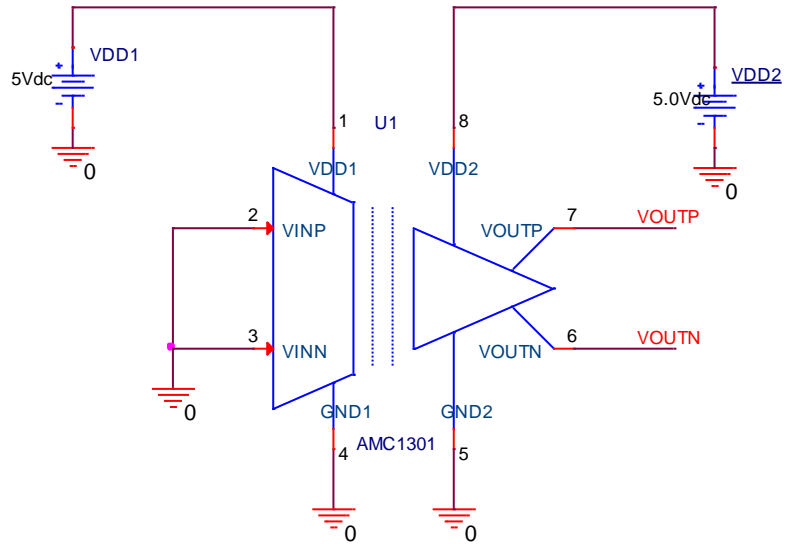 VDD1
5Vdc
0
VDD2
5.0Vdc
0
1
U1
8
VDD1
VDD2
2
VINP
VOUTP
7
VOUTP
3
VINN
VOUTN
6
VOUTN
0
GND1
GND2
4
AMC1301
5
0
0